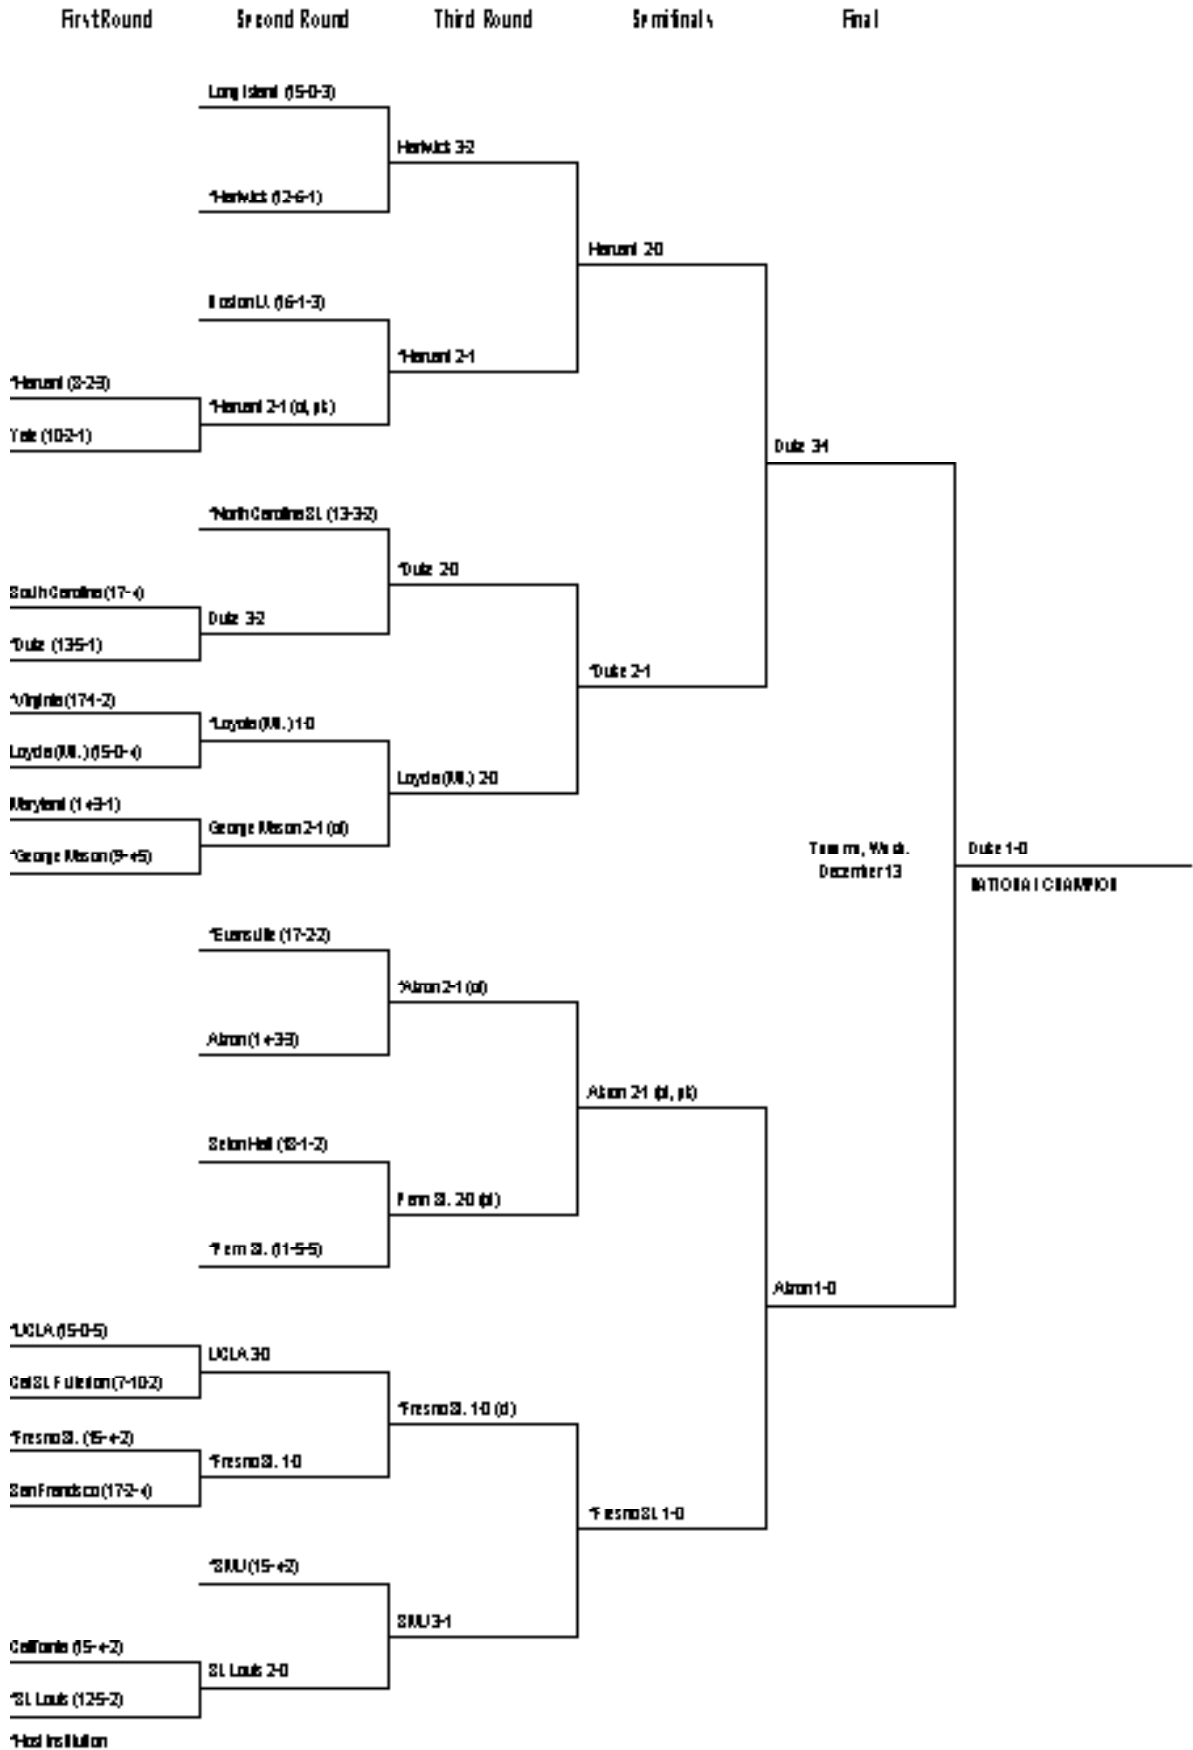 First Round Second Round Third Round Semifinals Final
Long Island (15-0-3)
Hartwick 3-2
*Hartwick (12-6-1)
Harvard 2-0
Boston U. (16-1-3)
*Harvard 2-1
*Harvard (8-2-3)
*Harvard 2-1 (ot, pk)
Yale (10-2-1)
Duke 3-1
*North Carolina St. (13-3-2)
*Duke 2-0
South Carolina (17-4)
Duke 3-2
*Duke (13-5-1)
*Duke 2-1
*Virginia (17-1-2)
*Loyola (Md.) 1-0
Loyola (Md.) (15-0-4)
Loyola (Md.) 2-0
Maryland (14-3-1)
George Mason 2-1 (ot)
*George Mason (9-4-5)
Tacoma, Wash.
December 13
Duke 1-0
NATIONAL CHAMPION
*Evansville (17-2-2)
*Akron 2-1 (ot)
Akron (14-3-3)
Akron 2-1 (ot, pk)
Seton Hall (18-1-2)
Penn St. 2-0 (ot)
*Penn St. (11-5-5)
Akron 1-0
*UCLA (15-0-5)
UCLA 3-0
Cal St. Fullerton (7-10-2)
*Fresno St. 1-0 (ot)
*Fresno St. (15-4-2)
*Fresno St. 1-0
San Francisco (17-2-4)
*Fresno St. 1-0
*SMU (15-4-2)
SMU 3-1
California (15-4-2)
St. Louis 2-0
*St. Louis (12-5-2)
*Host institution